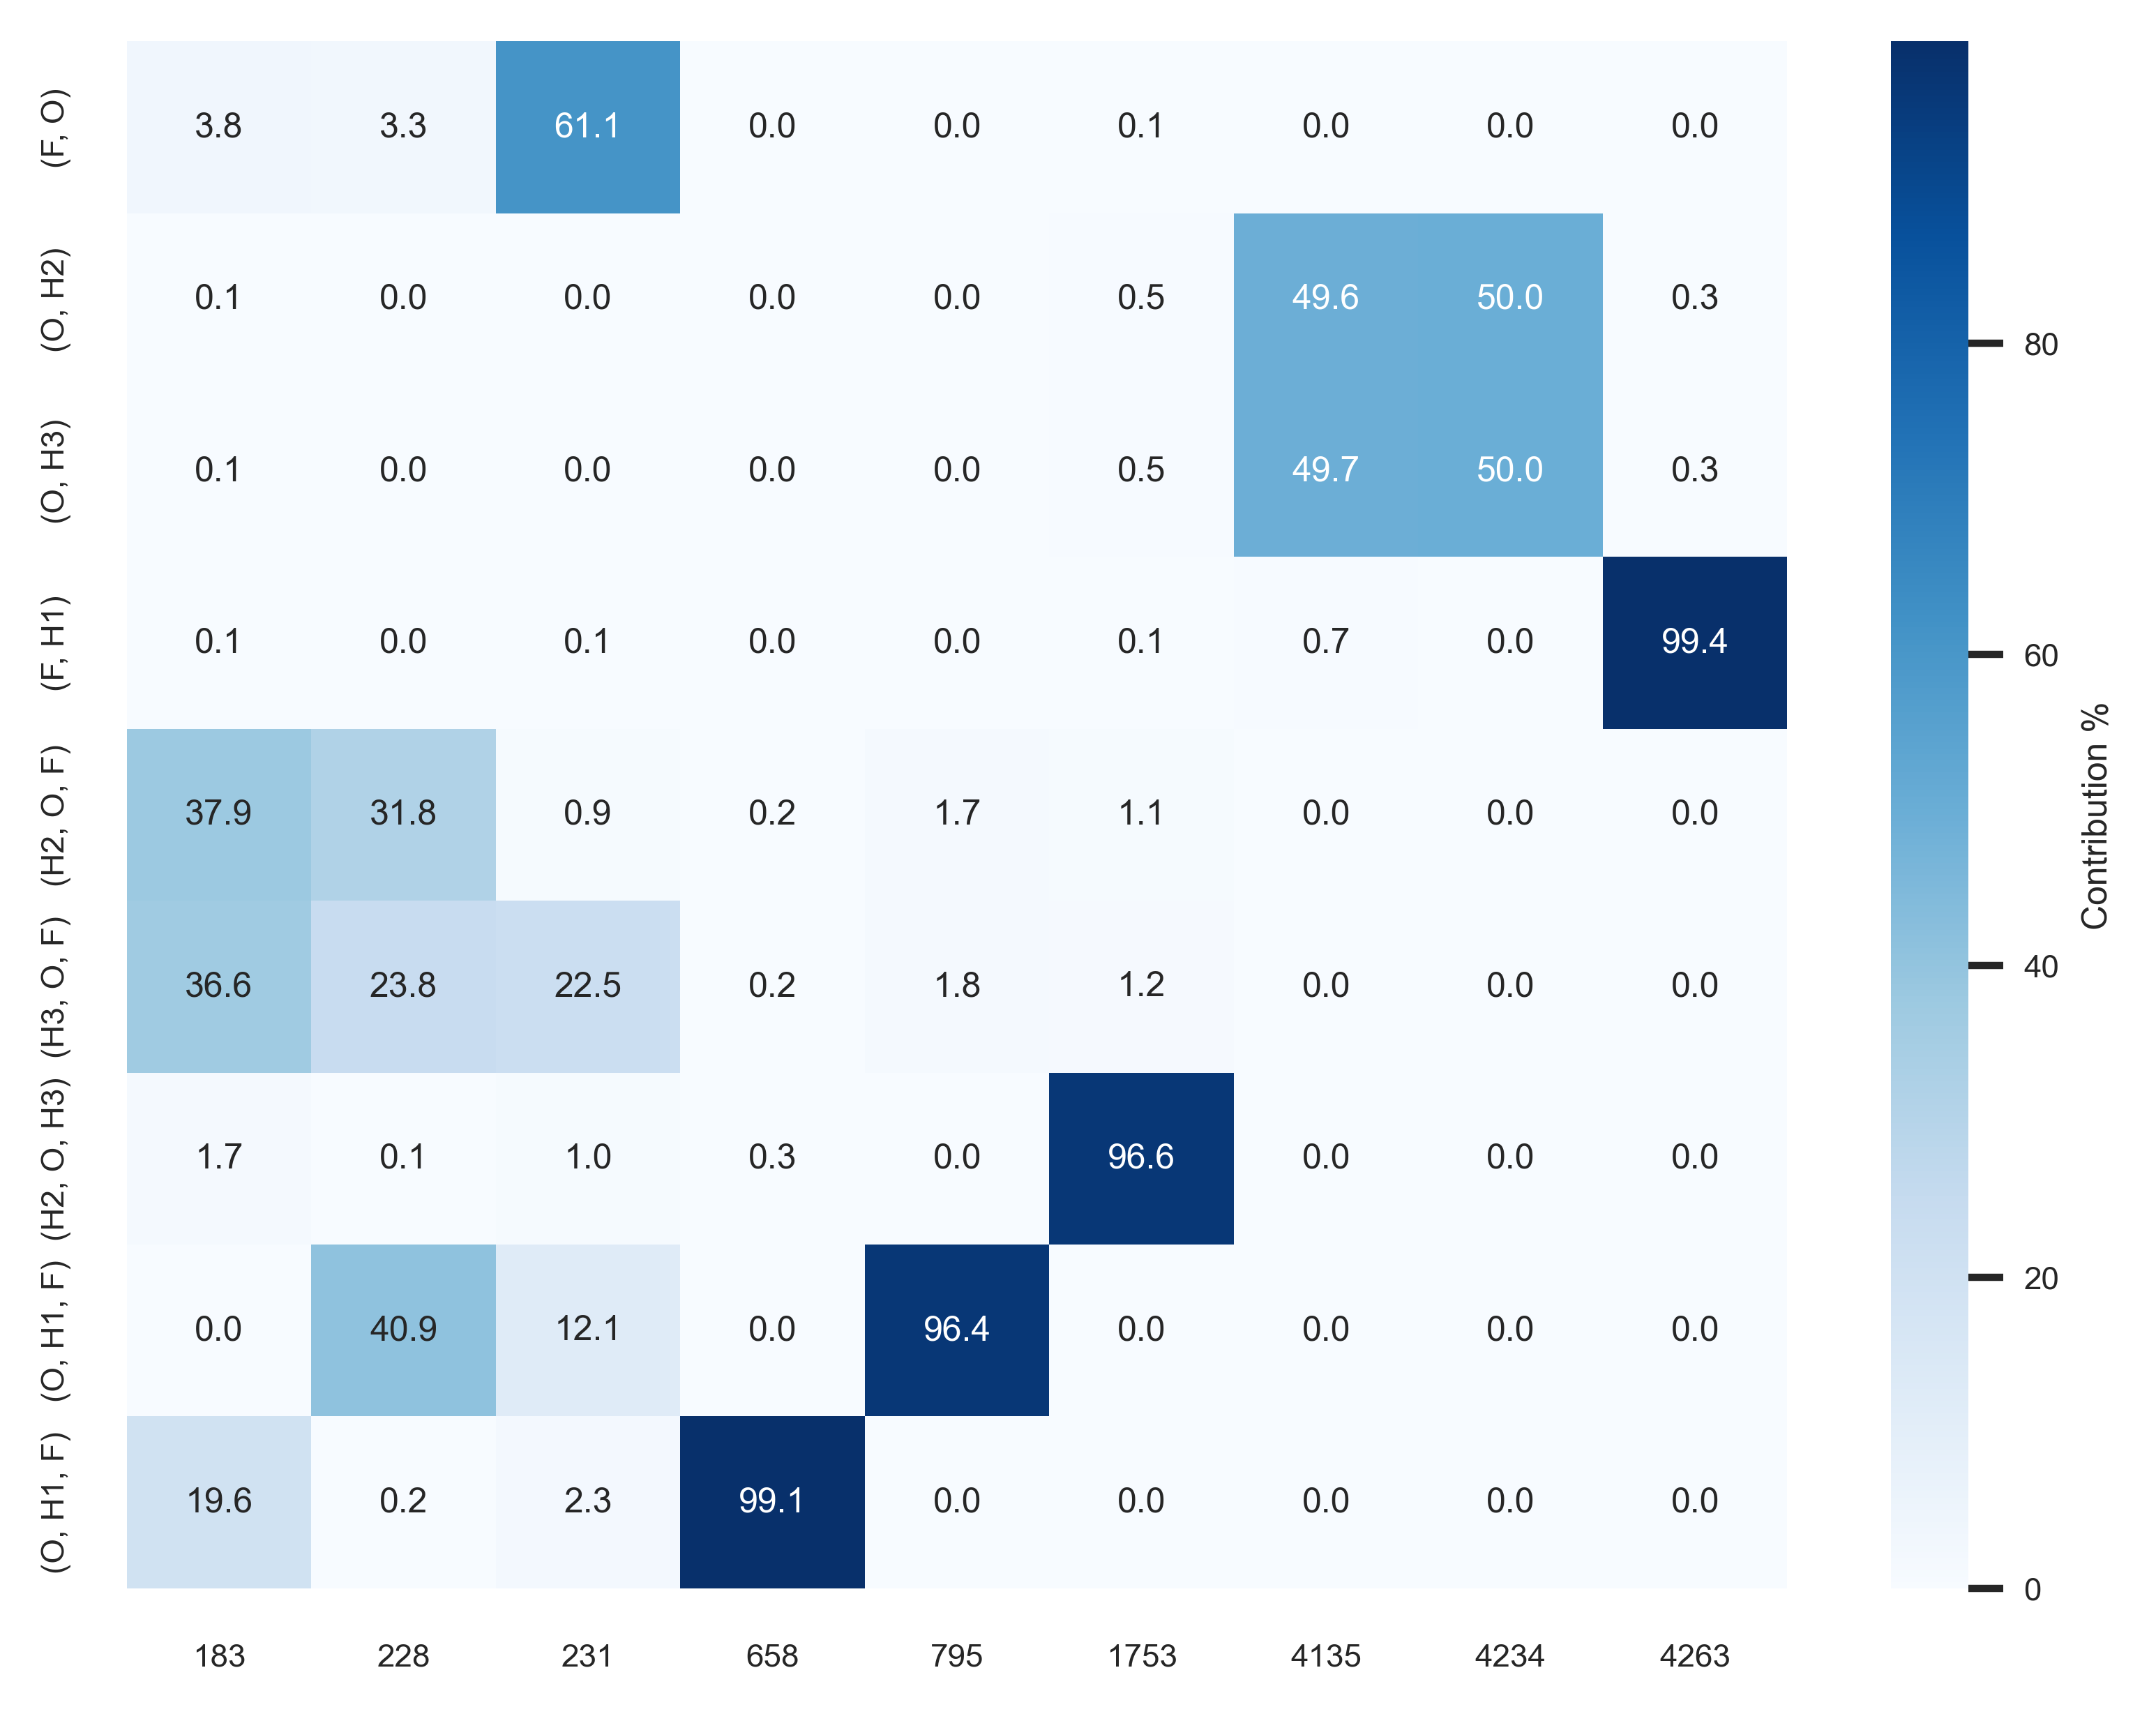 (F, O) 3.8 3.3 61.1 0.0 0.0 0.1 0.0 0.0 0.0
(O, H2) 0.1 0.0 0.0 0.0 0.0 0.5 49.6 50.0 0.3
(O, H3) 0.1 0.0 0.0 0.0 0.0 0.5 49.7 50.0 0.3
(F, H1) 0.1 0.0 0.1 0.0 0.0 0.1 0.7 0.0 99.4
(H2, O, F) 37.9 31.8 0.9 0.2 1.7 1.1 0.0 0.0 0.0
(H3, O, F) 36.6 23.8 22.5 0.2 1.8 1.2 0.0 0.0 0.0
(H2, O, H3) 1.7 0.1 1.0 0.3 0.0 96.6 0.0 0.0 0.0
(O, H1, F) 0.0 40.9 12.1 0.0 96.4 0.0 0.0 0.0 0.0
(O, H1, F) 19.6 0.2 2.3 99.1 0.0 0.0 0.0 0.0 0.0
183 228 231 658 795 1753 4135 4234 4263
80
60
40
20
0
Contribution %